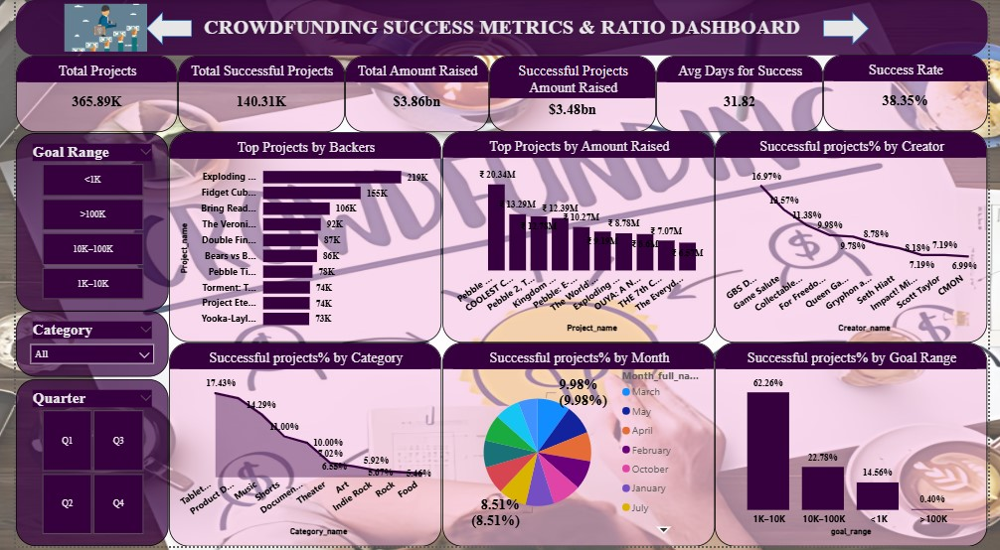 CROWDFUNDING SUCCESS METRICS & RATIO DASHBOARD
Total Projects
365.89K
Total Successful Projects
140.31K
Total Amount Raised
$3.86bn
Successful Projects
Amount Raised
$3.48bn
Avg Days for Success
31.82
Success Rate
38.35%
Goal Range
<1K
>100K
10K–100K
1K–10K
Category
All
Quarter
Q1
Q3
Q2
Q4
Top Projects by Backers
Project_name
Exploding ... 219K
Fidget Cub... 155K
Bring Read... 106K
The Veroni... 92K
Double Fin... 87K
Bears vs B... 86K
Pebble Ti... 78K
Torment: T... 74K
Project Ete... 74K
Yooka-Layl... 73K
Top Projects by Amount Raised
₹ 20.34M
13.29M
₹ 12.39M
₹ 10.27M
₹ 8.78M
₹ 7.07M
Pebble ...
COOLEST C...
Pebble 2, T...
Kingdom ...
Pebble: E-...
The World'...
Exploding ...
OUYA: A N...
THE 7th C...
The Everyd...
Project_name
Successful projects% by Creator
16.97%
13.57%
11.38%
9.98%
9.78%
8.78%
8.18%
7.19%
7.19%
6.99%
GBS D...
Game Salute
Collectable...
For Freedo...
Queen Ga...
Gryphon a...
Seth Hiatt
Impact! Mi...
Scott Taylor
CMON
Creator_name
Successful projects% by Category
17.43%
14.29%
11.00%
10.00%
7.02%
6.58%
5.92%
5.67%
5.46%
Tablet...
Product D...
Music
Shorts
Documen...
Theater
Art
Indie Rock
Rock
Food
Category_name
Successful projects% by Month
9.98%
(9.98%)
8.51%
(8.51%)
Month_full_na...
March
May
April
February
October
January
July
Successful projects% by Goal Range
62.26%
22.78%
14.56%
0.40%
1K–10K
10K–100K
<1K
>100K
goal_range
CROWDFUNDING